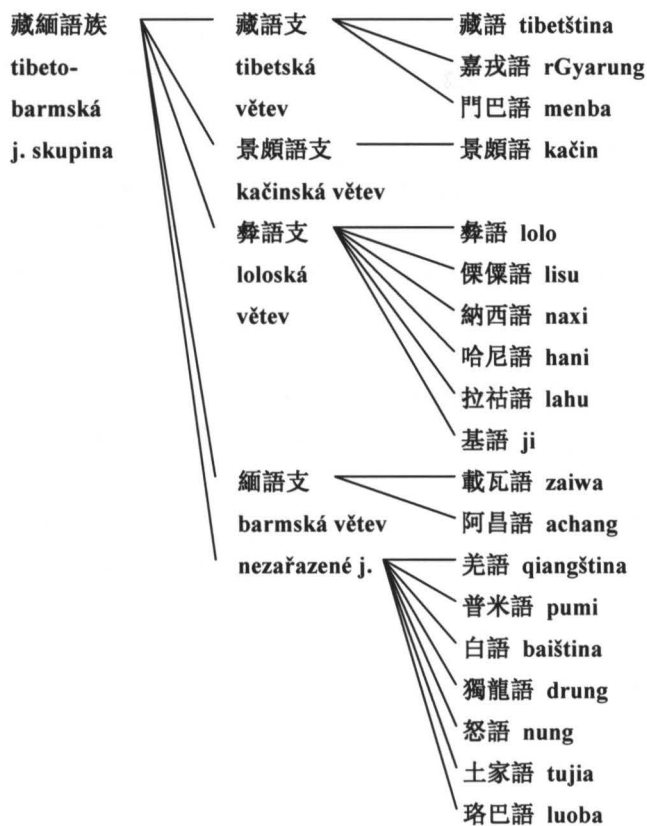 藏緬語族 藏語支 藏語 tibetština
tibeto- tibetská 嘉戎語 rGyarung
barmská větev 門巴語 menba
j. skupina 景頗語支 景頗語 kačin
kačinská větev
彝語支 彝語 lolo
loloská 傈僳語 lisu
větev 納西語 naxi
哈尼語 hani
拉祜語 lahu
基語 ji
緬語支 載瓦語 zaiwa
barmská větev 阿昌語 achang
nezařazené j. 羌語 qiangština
普米語 pumi
白語 baiština
獨龍語 drung
怒語 nung
土家語 tujia
珞巴語 luoba